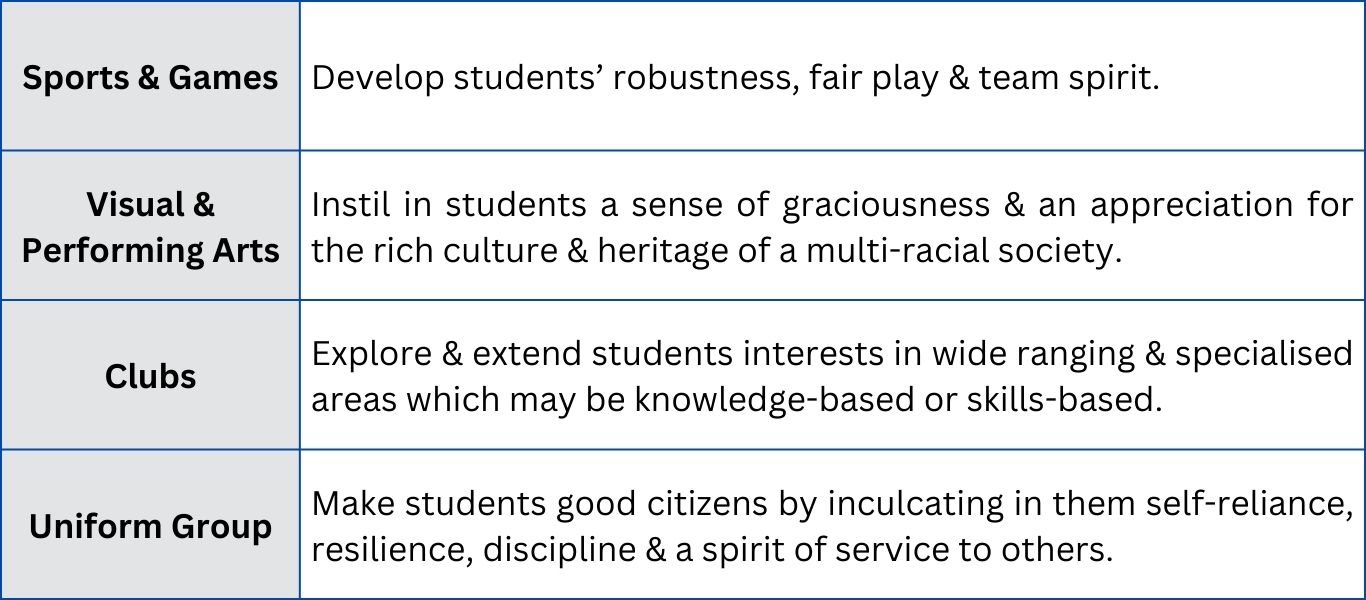 Sports & Games
Develop students’ robustness, fair play & team spirit.
Visual &
Performing Arts
Instil in students a sense of graciousness & an appreciation for
the rich culture & heritage of a multi-racial society.
Clubs
Explore & extend students interests in wide ranging & specialised
areas which may be knowledge-based or skills-based.
Uniform Group
Make students good citizens by inculcating in them self-reliance,
resilience, discipline & a spirit of service to others.